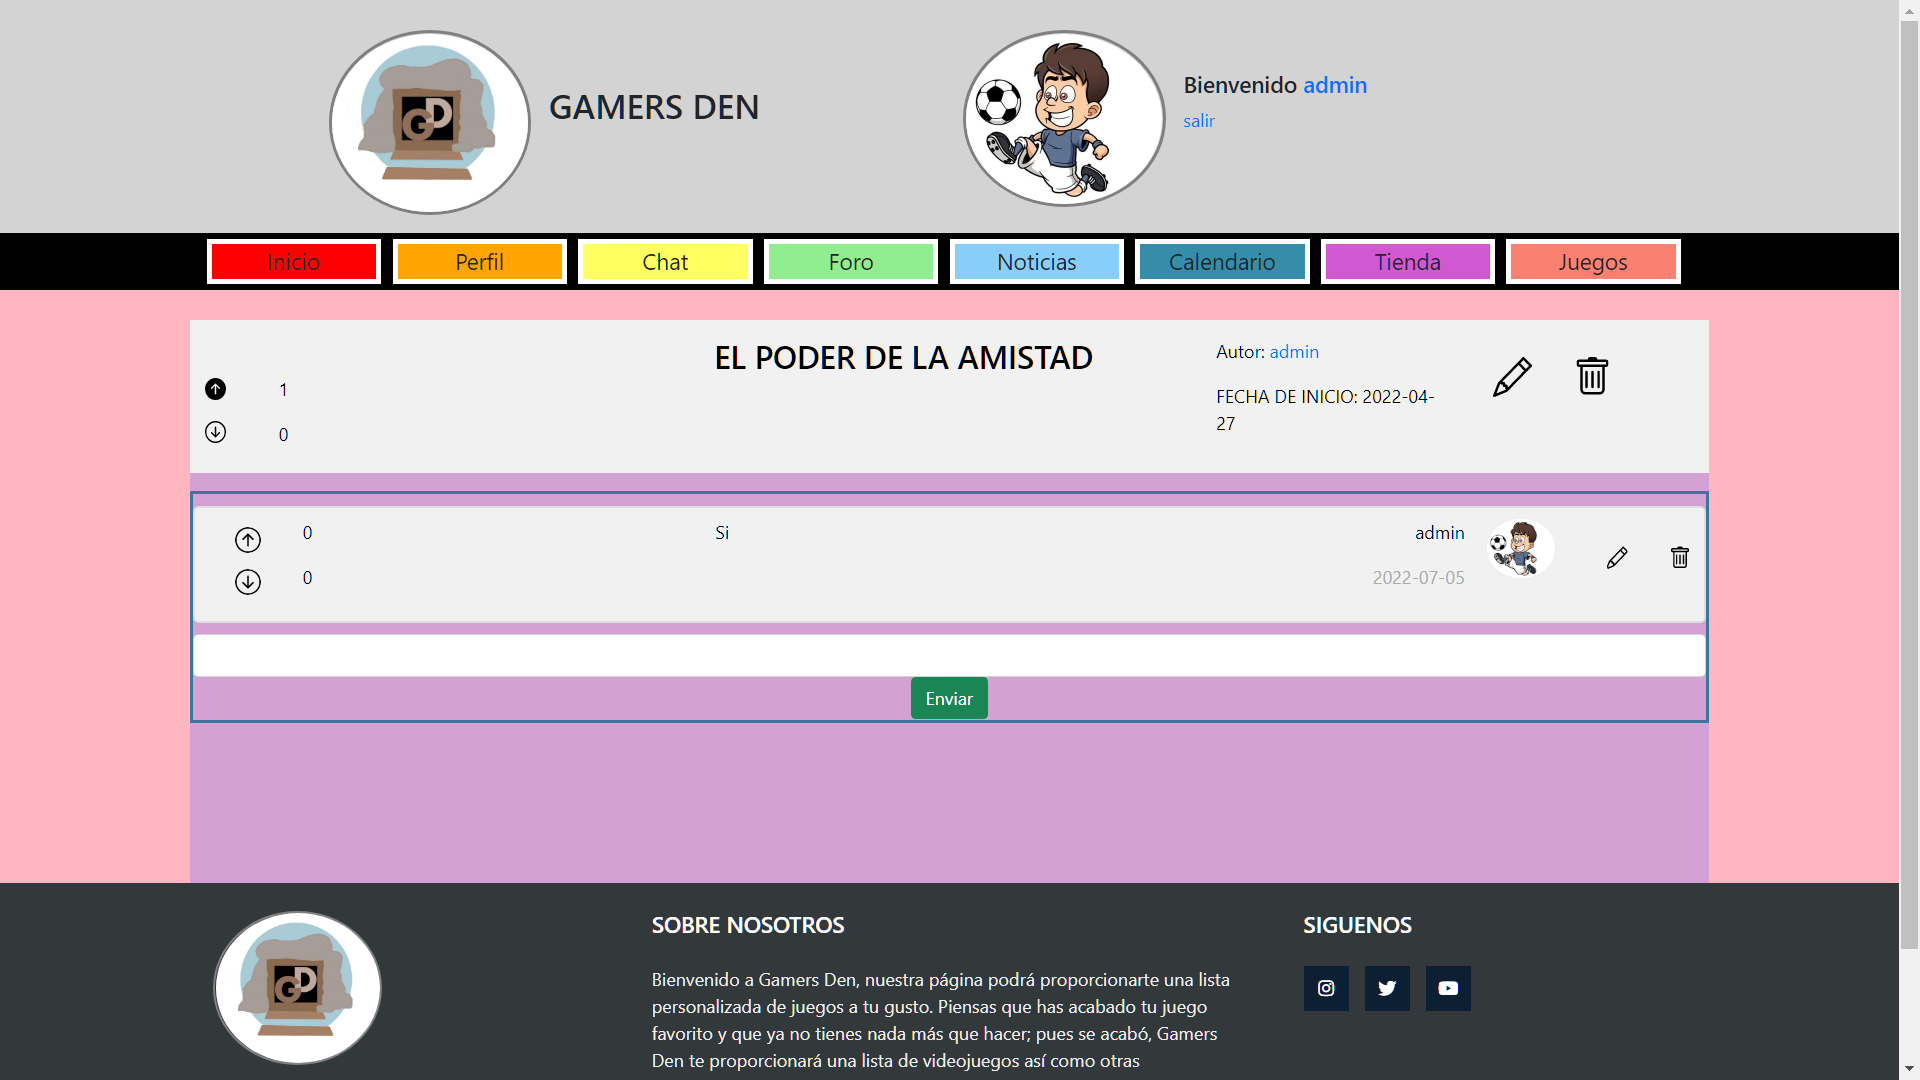 GD
GAMERS DEN
Bienvenido admin
salir
Inicio
Perfil
Chat
Foro
Noticias
Calendario
Tienda
Juegos
EL PODER DE LA AMISTAD
1
0
Autor: admin
FECHA DE INICIO: 2022-04-
27
0
0
Si
admin
2022-07-05
Enviar
GD
SOBRE NOSOTROS
Bienvenido a Gamers Den, nuestra página podrá proporcionarte una lista
personalizada de juegos a tu gusto. Piensas que has acabado tu juego
favorito y que ya no tienes nada más que hacer; pues se acabó, Gamers
Den te proporcionará una lista de videojuegos así como otras
SIGUENOS